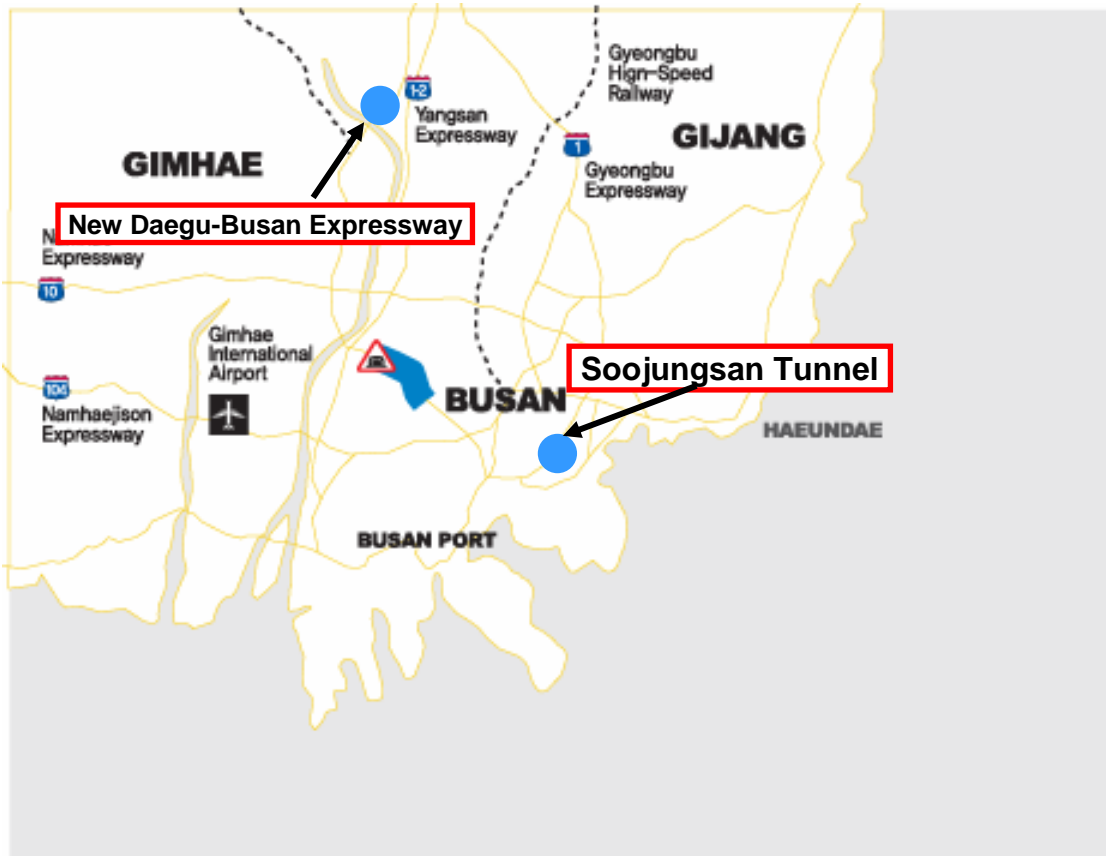 Gyeongbu
Hign-Speed
Railway
1-2
Yangsan
Expressway
GIMHAE
GIJANG
1
Gyeongbu
Expressway
New Daegu-Busan Expressway
N
Expressway
10
Gimhae
International
Airport
Soojungsan Tunnel
104
Namhaejison
Expressway
BUSAN
HAEUNDAE
BUSAN PORT